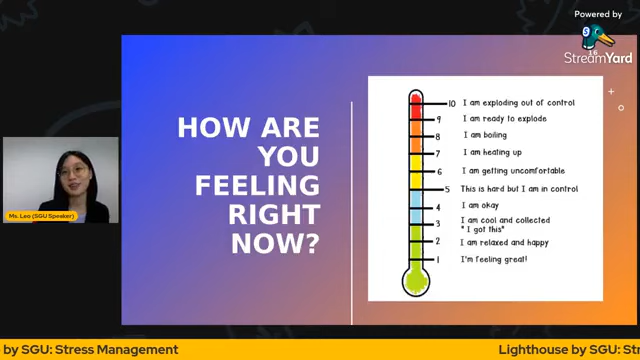 Powered by
S
16
StreamYard
HOW ARE
YOU
FEELING
RIGHT
NOW?
10 I am exploding out of control
9 I am ready to explode
8 I am boiling
7 I am heating up
6 I am getting uncomfortable
5 This is hard but I am in control
4 I am okay
3 I am cool and collected
" I got this"
2 I am relaxed and happy
1 I'm feeling great!
Ms. Leo (SGU Speaker)
by SGU: Stress Management
Lighthouse by SGU: Str